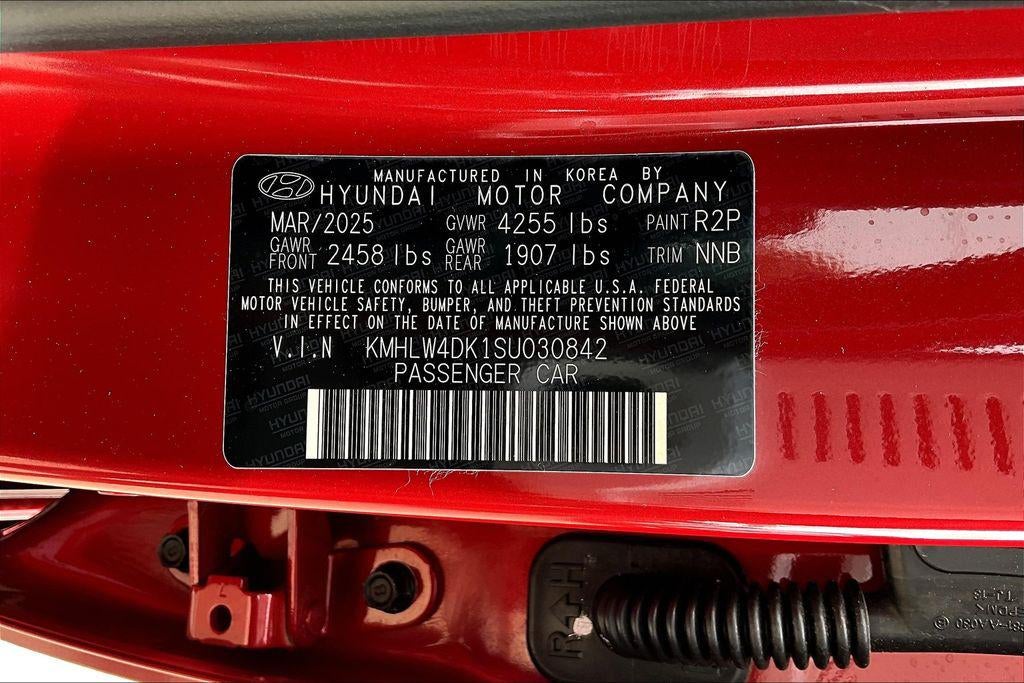 MANUFACTURED IN KOREA BY
HYUNDAI MOTOR COMPANY
MAR/2025 GVWR 4255 lbs PAINT R2P
GAWR FRONT 2458 lbs GAWR REAR 1907 lbs TRIM NNB
THIS VEHICLE CONFORMS TO ALL APPLICABLE U.S.A. FEDERAL
MOTOR VEHICLE SAFETY, BUMPER, AND THEFT PREVENTION STANDARDS
IN EFFECT ON THE DATE OF MANUFACTURE SHOWN ABOVE
V.I.N KMHLW4DK1SU030842
PASSENGER CAR
R+H